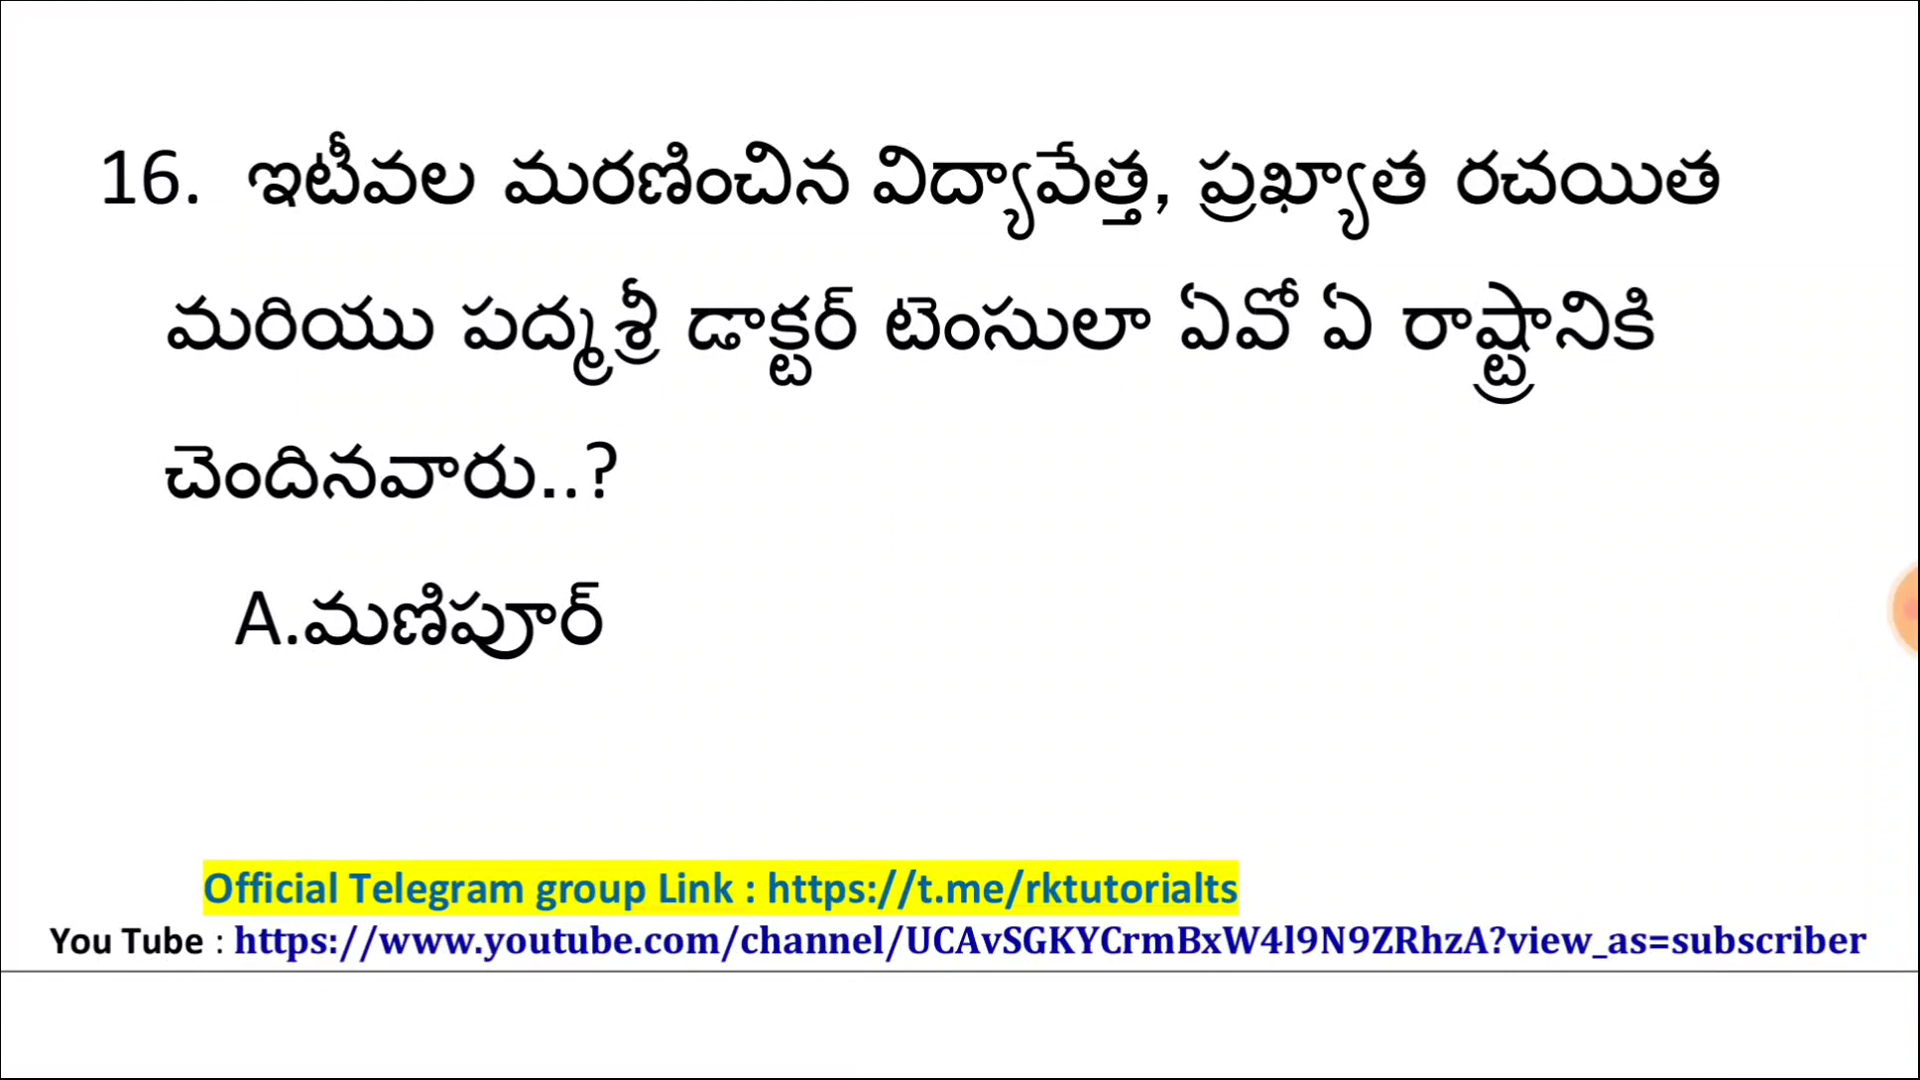 16. ఇటీవల మరణించిన విద్యావేత్త, ప్రఖ్యాత రచయిత
మరియు పద్మశ్రీ డాక్టర్ టెంసులా ఏవో ఏ రాష్ట్రానికి
చెందినవారు..?
A.మణిపూర్
Official Telegram group Link : https://t.me/rktutorialts
You Tube : https://www.youtube.com/channel/UCAvSGKYCrmBxW4l9N9ZRhzA?view_as=subscriber